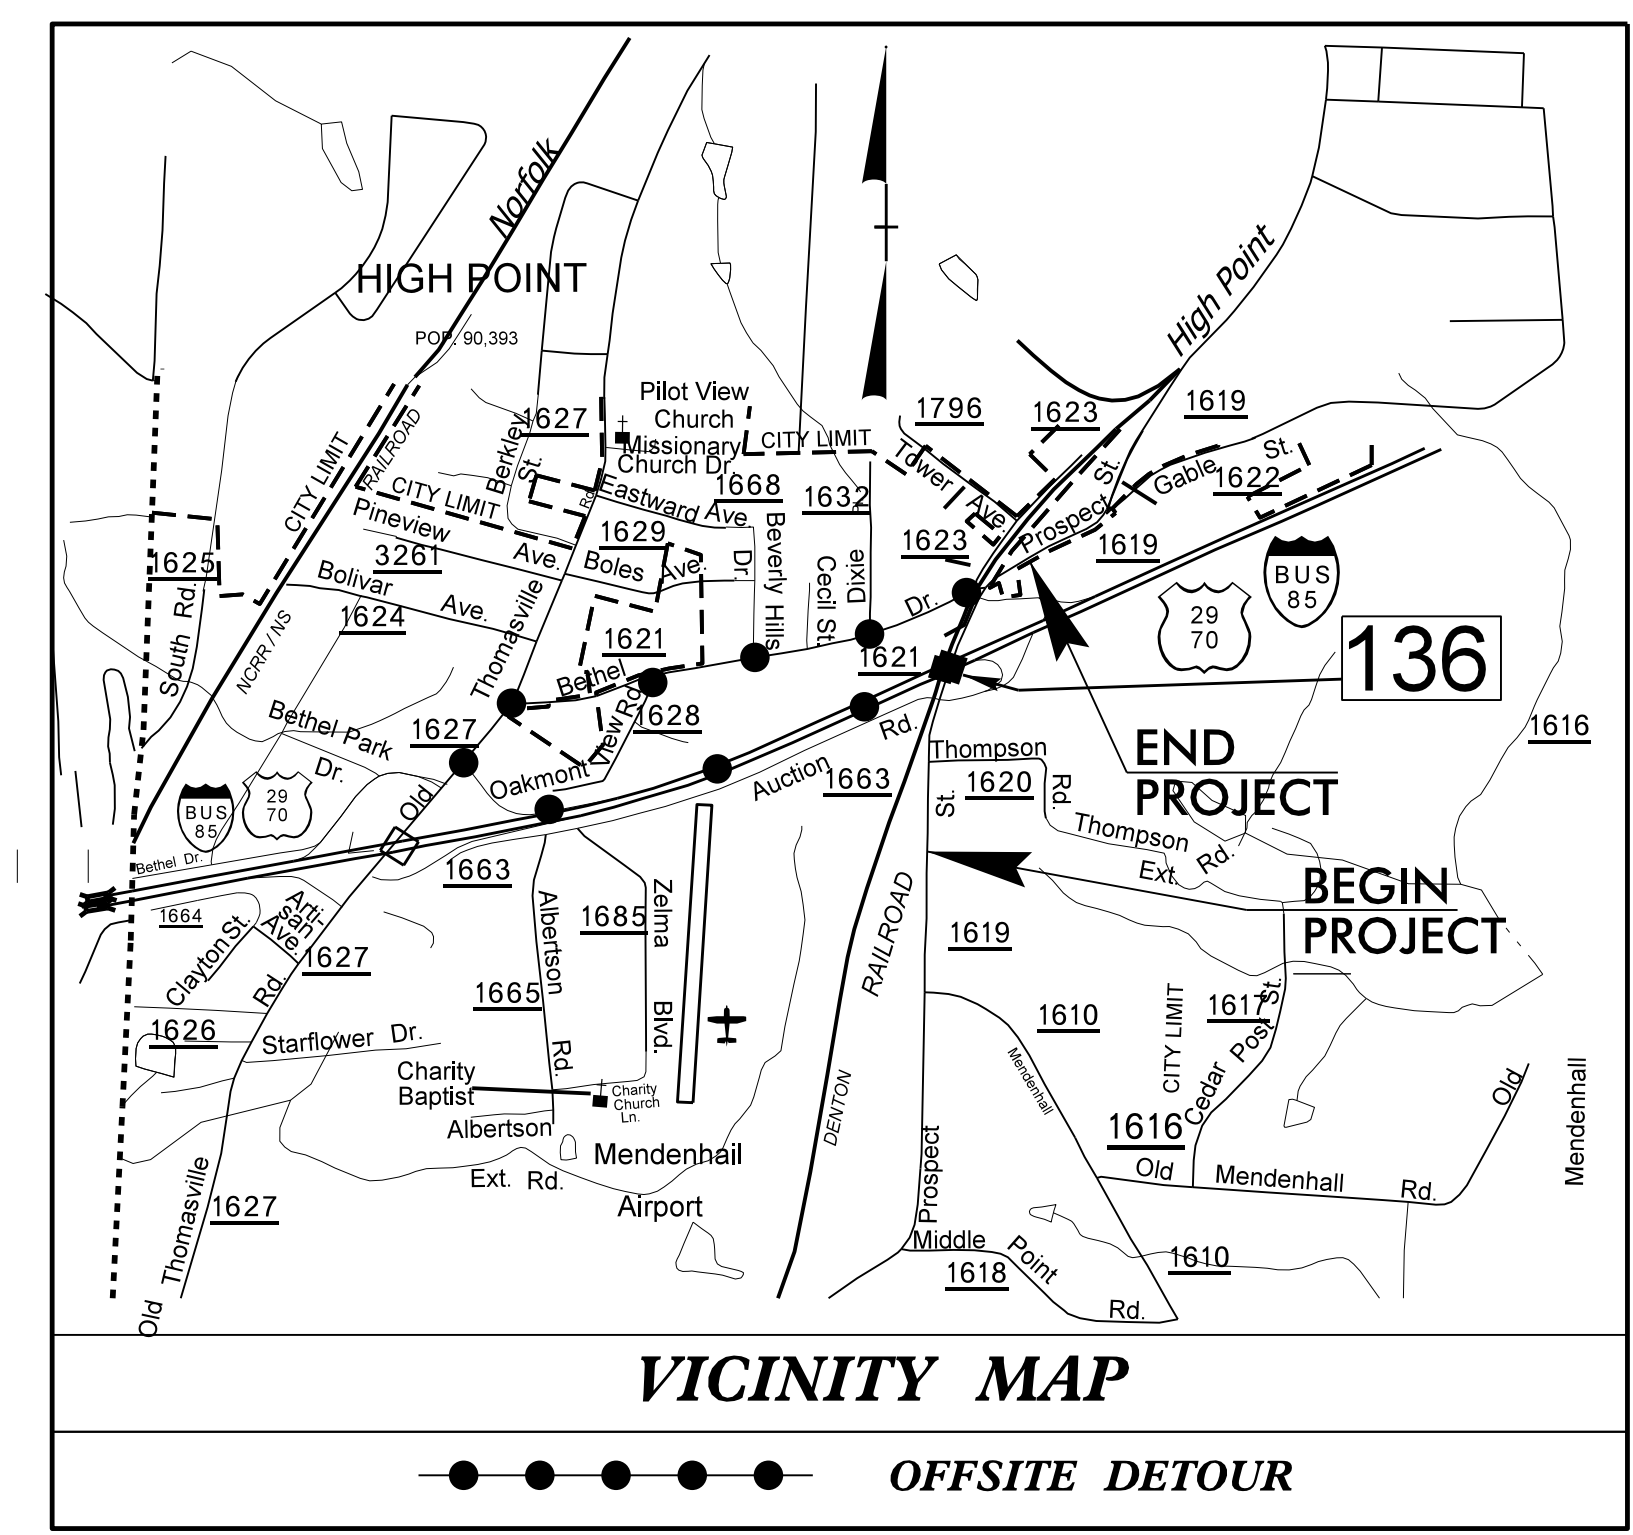 Norfolk
HIGH POINT
POP. 90,393
High Point
CITY LIMIT
RAILROAD
CITY LIMIT
1627
Berkley
St.
Pilot View
Church
Missionary
Church Dr.
CITY LIMIT
1796
1623
1619
Tower
Ave.
St.
Gable
St.
1622
Prospect
1619
1623
Rd.
Eastward Ave.
1668
1632
Pineview
Ave.
3261
1629
Boles
Ave.
Dr.
Beverly Hills
Cecil St.
Dixie
Dr.
1625
South Rd.
Bolivar
Ave.
1624
NCRR / NS
Thomasville
1621
Bethel
1621
BUS
85
29
70
136
View Rd.
1628
1627
Bethel Park
Dr.
Oakmont
Rd.
Auction
1663
1616
END
PROJECT
Thompson
Rd.
1620
St.
Thompson
Ext.
Rd.
BUS
85
29
70
Old
Bethel Dr.
1663
BEGIN
PROJECT
1664
Clayton St.
Arti-
san
Ave.
1627
Rd.
Albertson
Rd.
1685
Zelma
Blvd.
RAILROAD
1619
1665
1626
Starflower Dr.
1610
CITY LIMIT
1617
Cedar
Post
St.
Mendenhall
Old
Mendenhall
Charity
Baptist
Charity
Church
Ln.
DENTON
Albertson
Ext. Rd.
Mendenhail
Airport
Prospect
1616
Old
Mendenhall
Rd.
Old
Thomasville
1627
Middle
Point
Rd.
1618
1610
VICINITY MAP
OFFSITE DETOUR